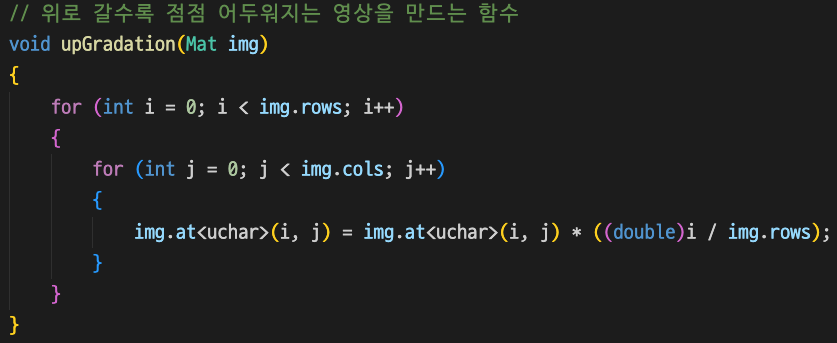 // 위로 갈수록 점점 어두워지는 영상을 만드는 함수
void upGradation(Mat img)
{
    for (int i = 0; i < img.rows; i++)
    {
        for (int j = 0; j < img.cols; j++)
        {
            img.at<uchar>(i, j) = img.at<uchar>(i, j) * ((double)i / img.rows);
        }
    }
}